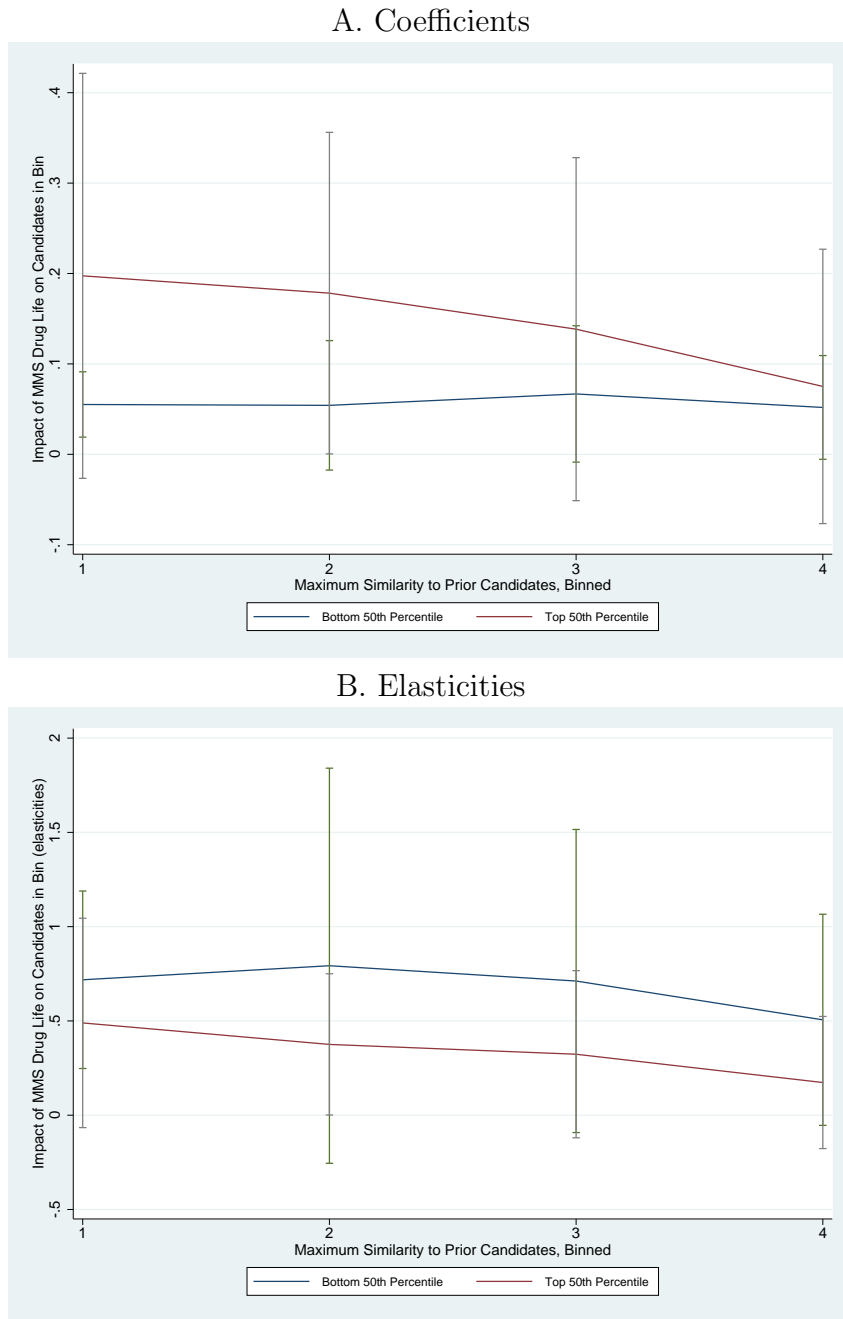 A. Coefficients
Impact of MMS Drug Life on Candidates in Bin
.4
.3
.2
.1
0
-.1
1 2 3 4
Maximum Similarity to Prior Candidates, Binned
Bottom 50th Percentile Top 50th Percentile
B. Elasticities
Impact of MMS Drug Life on Candidates in Bin (elasticities)
2
1.5
1
.5
0
-.5
1 2 3 4
Maximum Similarity to Prior Candidates, Binned
Bottom 50th Percentile Top 50th Percentile